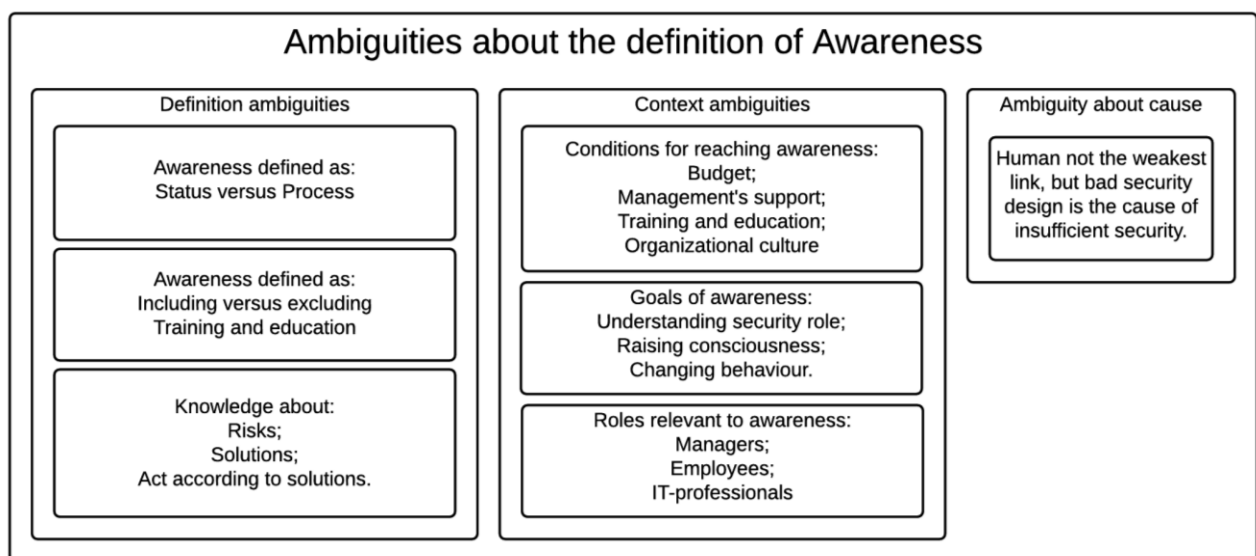 Ambiguities about the definition of Awareness
Definition ambiguities
Awareness defined as:
Status versus Process
Awareness defined as:
Including versus excluding
Training and education
Knowledge about:
Risks;
Solutions;
Act according to solutions.
Context ambiguities
Conditions for reaching awareness:
Budget;
Management's support;
Training and education;
Organizational culture
Goals of awareness:
Understanding security role;
Raising consciousness;
Changing behaviour.
Roles relevant to awareness:
Managers;
Employees;
IT-professionals
Ambiguity about cause
Human not the weakest
link, but bad security
design is the cause of
insufficient security.